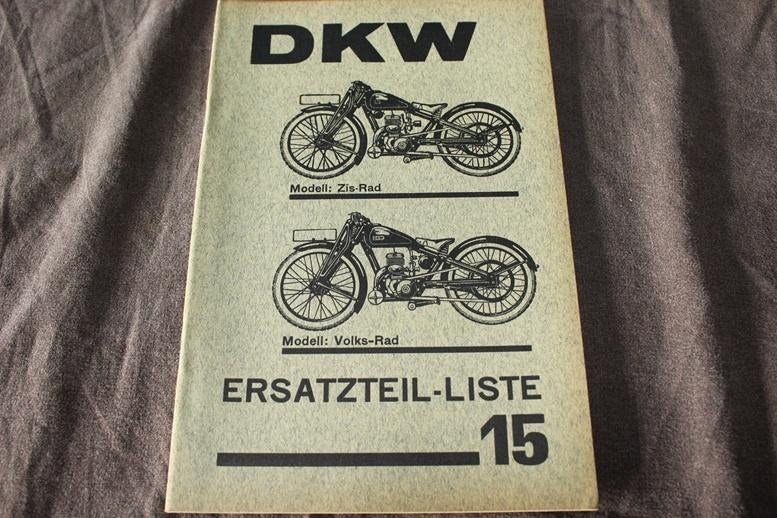 DKW
Modell: Zis-Rad
Modell: Volks-Rad
ERSATZTEIL-LISTE
15